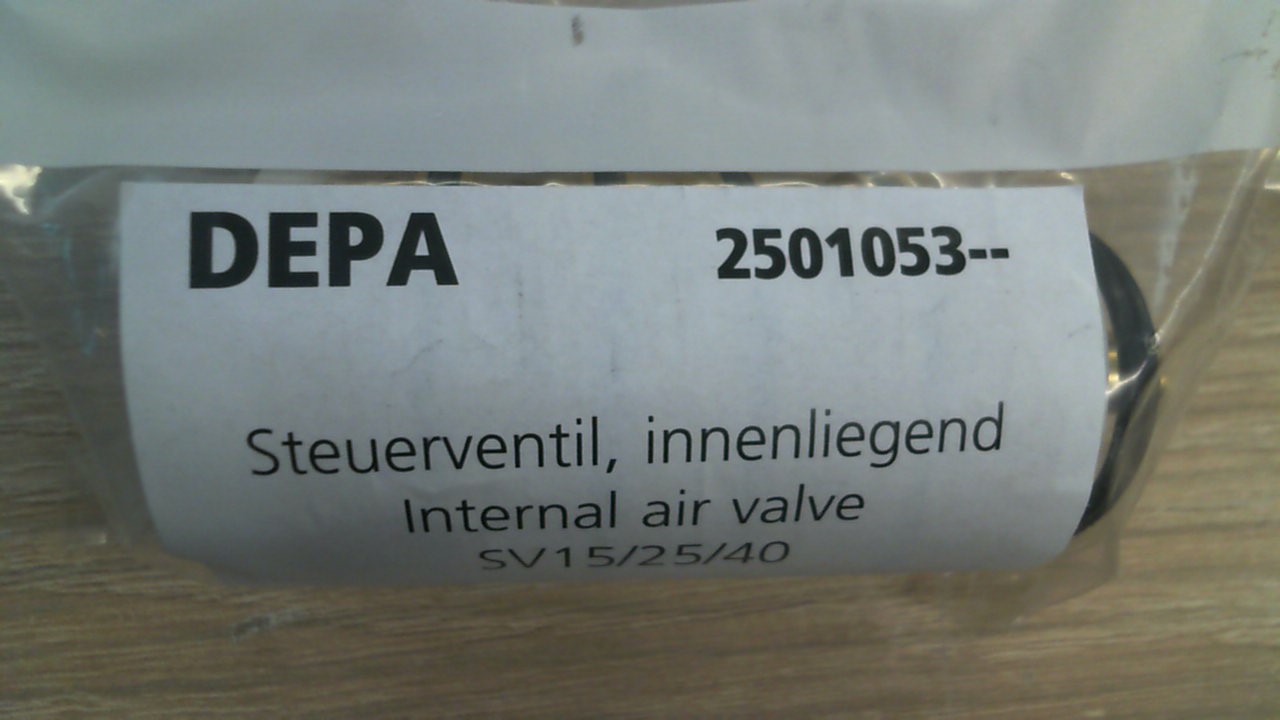 DEPA 2501053--
Steuerventil, innenliegend
Internal air valve
SV15/25/40